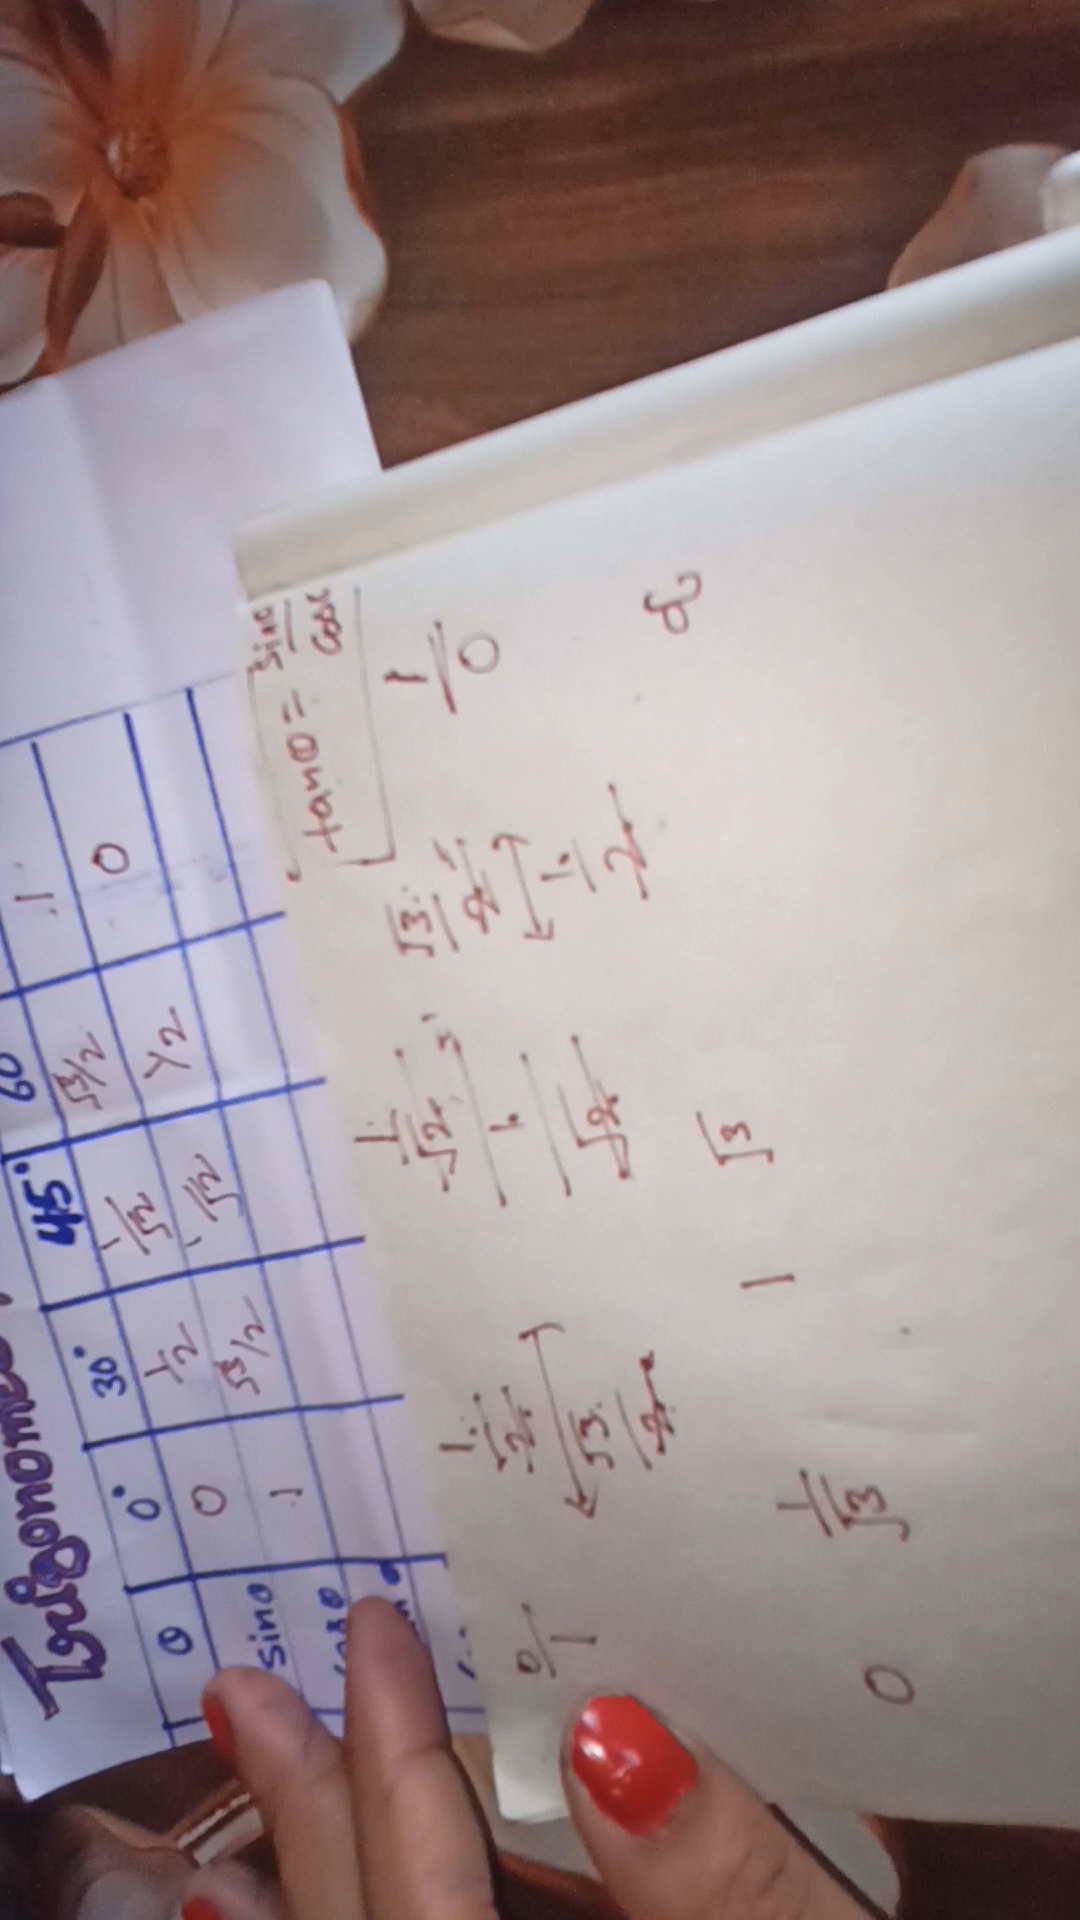 θ 0° 30° 45° 60
sinθ 0 1/2 1/√2 √3/2 1
1 √3/2 1/√2 1/2 0
tanθ = sinθ/cosθ
0/1 1/2 / √3/2 1/√2 / 1/√2 √3/2 / 1/2 1/0
0 1/√3 1 √3